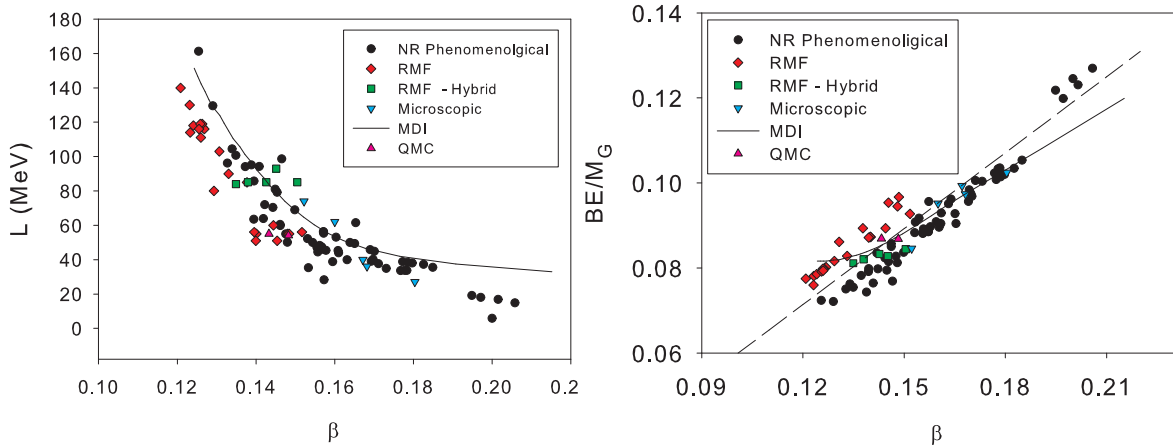 180
160
140
120
100
80
60
40
20
0
L (MeV)
0.10 0.12 0.14 0.16 0.18 0.20 0.2
β
NR Phenomenolgical
RMF
RMF - Hybrid
Microscopic
MDI
QMC
0.14
0.12
0.10
0.08
0.06
BE/M_G
0.09 0.12 0.15 0.18 0.21
β
NR Phenomenoligical
RMF
RMF - Hybrid
Microscopic
MDI
QMC